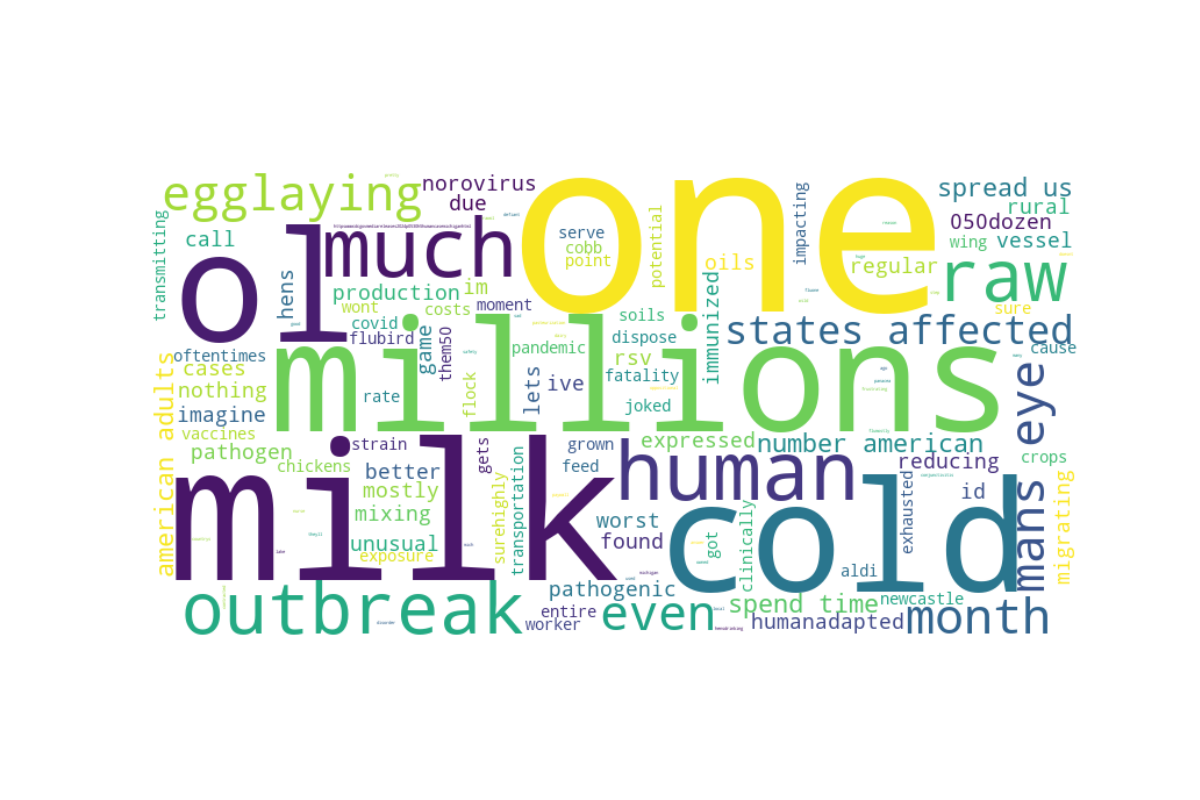 egglaying
norovirus
due
one
spread us
rural
050dozen
wing vessel
transmitting
call
ol
much
serve
cobb
point
potential
oils
impacting
regular
raw
hens
production
im
wont
costs
moment
sure
covid
flubird
game
them50
soils
dispose
immunized
states affected
cause
oftentimes
cases
nothing
millions
pandemic
rsv
fatality
flock
lets
ive
rate
joked
mans eye
american adults
imagine
vaccines
pathogen
chickens
strain
better
mostly
mixing
unusual
exposure
gets
surehighly
transportation
grown
feed
expressed
number american
human
reducing
crops
id
migrating
milk
worst
found
cold
got
clinically
exhausted
aldi
outbreak
pathogenic
entire
worker
even
spend time
newcastle
humanadapted
month